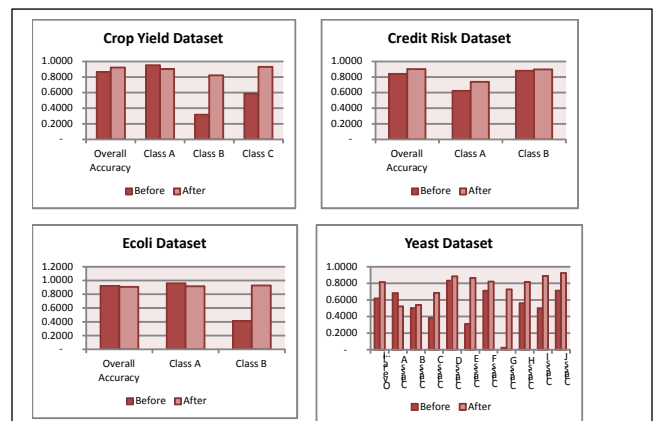 Crop Yield Dataset
1.0000
0.8000
0.6000
0.4000
0.2000
-
Overall Accuracy
Class A
Class B
Class C
Before
After
Credit Risk Dataset
1.0000
0.8000
0.6000
0.4000
0.2000
-
Overall Accuracy
Class A
Class B
Before
After
Ecoli Dataset
1.2000
1.0000
0.8000
0.6000
0.4000
0.2000
-
Overall Accuracy
Class A
Class B
Before
After
Yeast Dataset
1.0000
0.8000
0.6000
0.4000
0.2000
-
Before
After